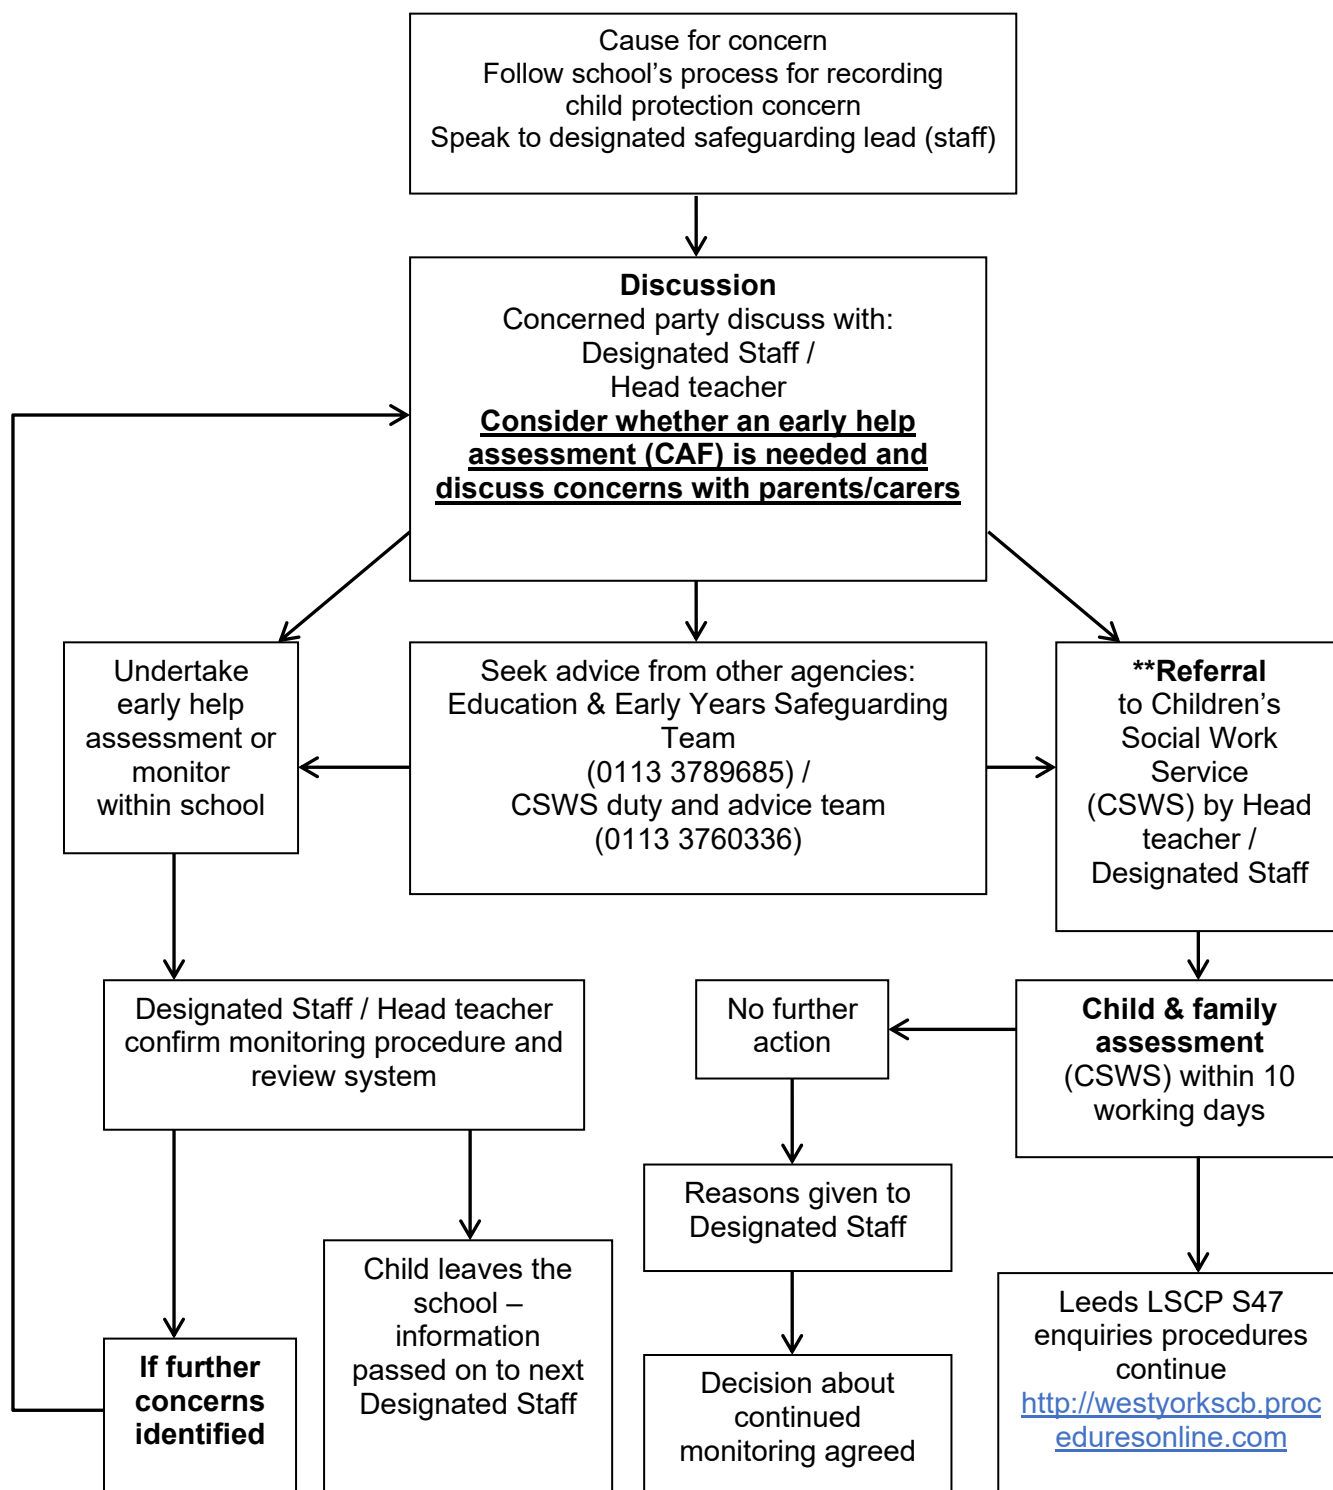 Cause for concern
Follow school’s process for recording
child protection concern
Speak to designated safeguarding lead (staff)
Discussion
Concerned party discuss with:
Designated Staff /
Head teacher
Consider whether an early help
assessment (CAF) is needed and
discuss concerns with parents/carers
Undertake
early help
assessment or
monitor
within school
Seek advice from other agencies:
Education & Early Years Safeguarding
Team
(0113 3789685) /
CSWS duty and advice team
(0113 3760336)
**Referral
to Children’s
Social Work
Service
(CSWS) by Head
teacher /
Designated Staff
Designated Staff / Head teacher
confirm monitoring procedure and
review system
No further
action
Child & family
assessment
(CSWS) within 10
working days
Reasons given to
Designated Staff
Child leaves the
school –
information
passed on to next
Designated Staff
Leeds LSCP S47
enquiries procedures
continue
http://westyorkscb.proc
eduresonline.com
If further
concerns
identified
Decision about
continued
monitoring agreed